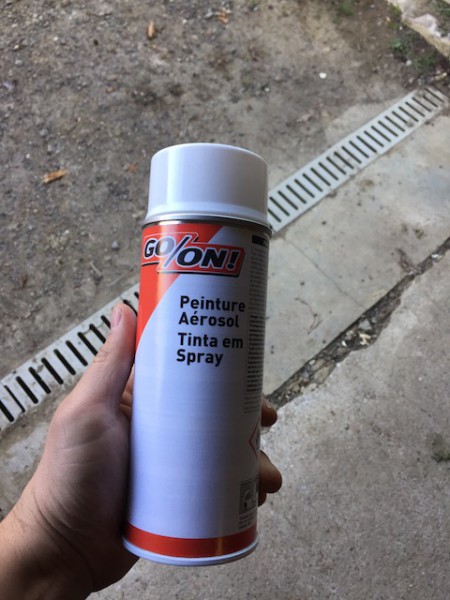 GO/ON!
Peinture
Aérosol
Tinta em
Spray